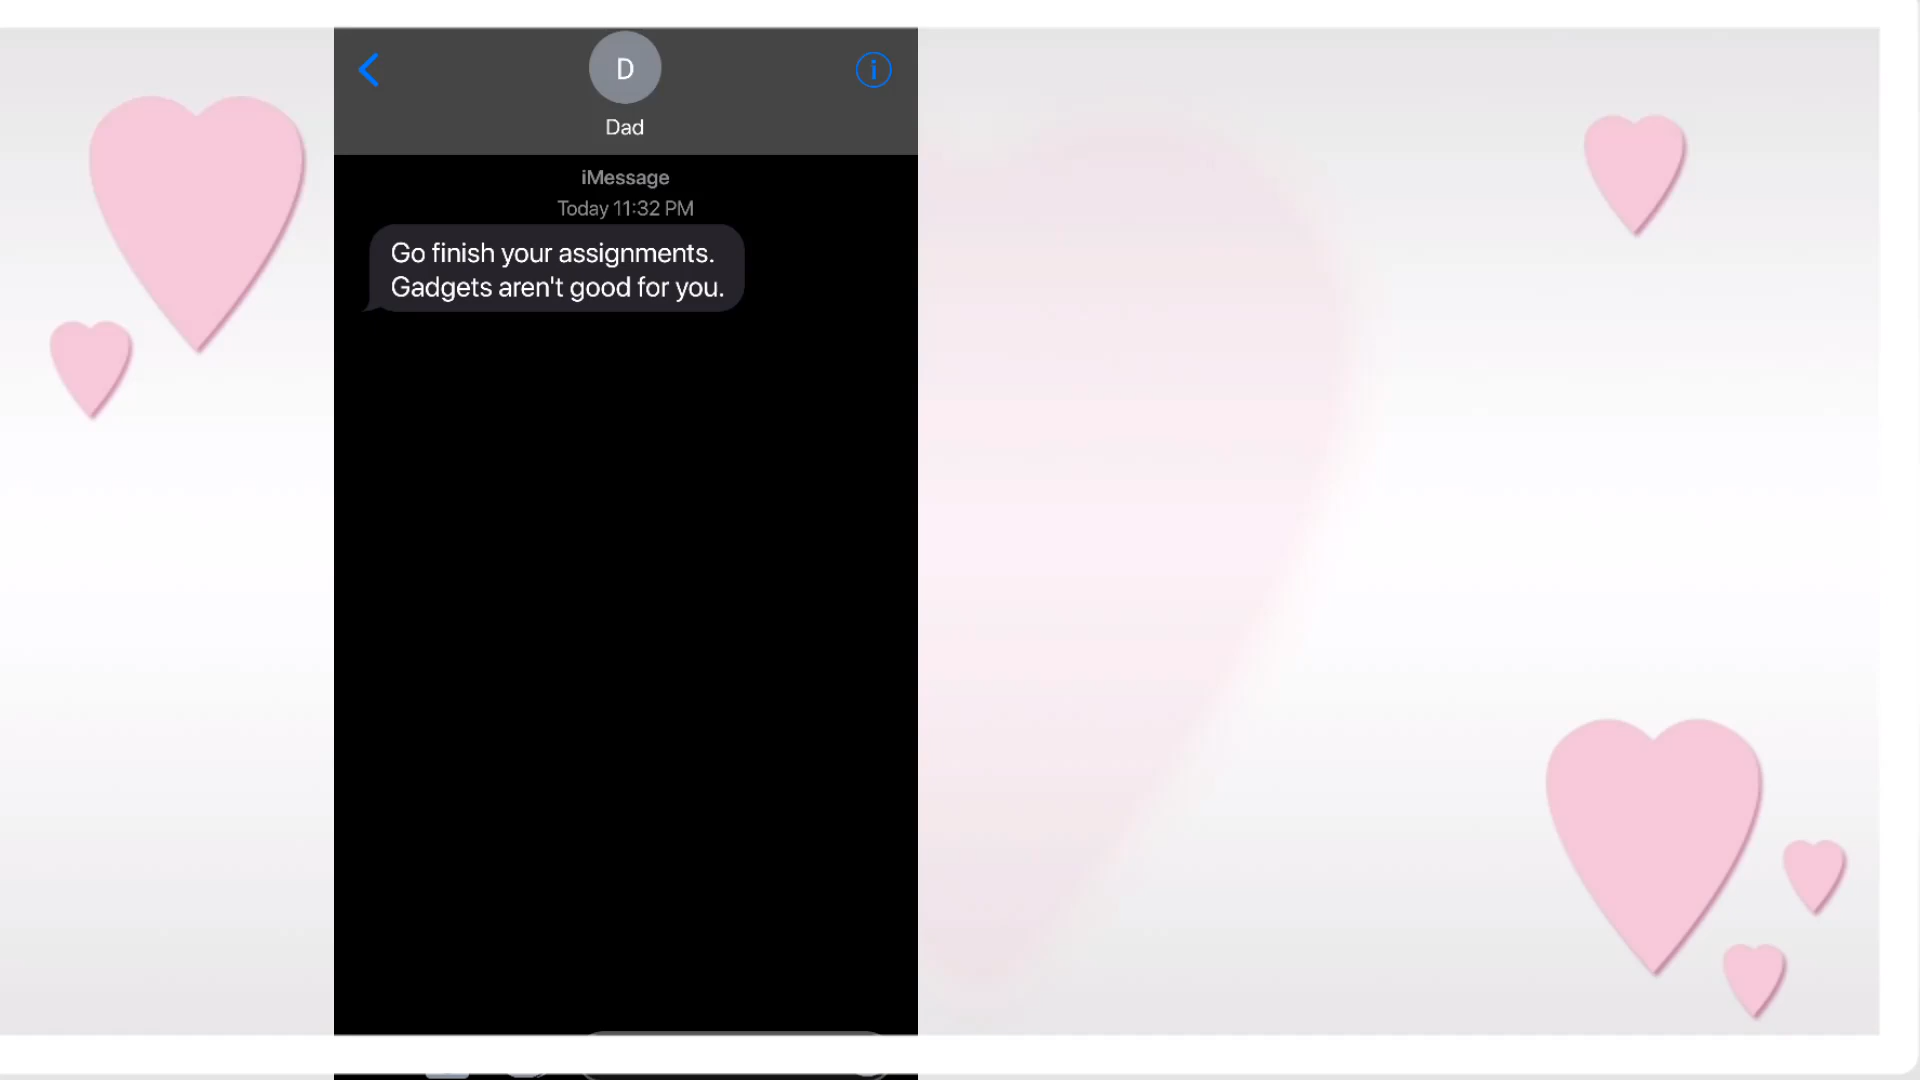 D
Dad
iMessage
Today 11:32 PM
Go finish your assignments.
Gadgets aren't good for you.